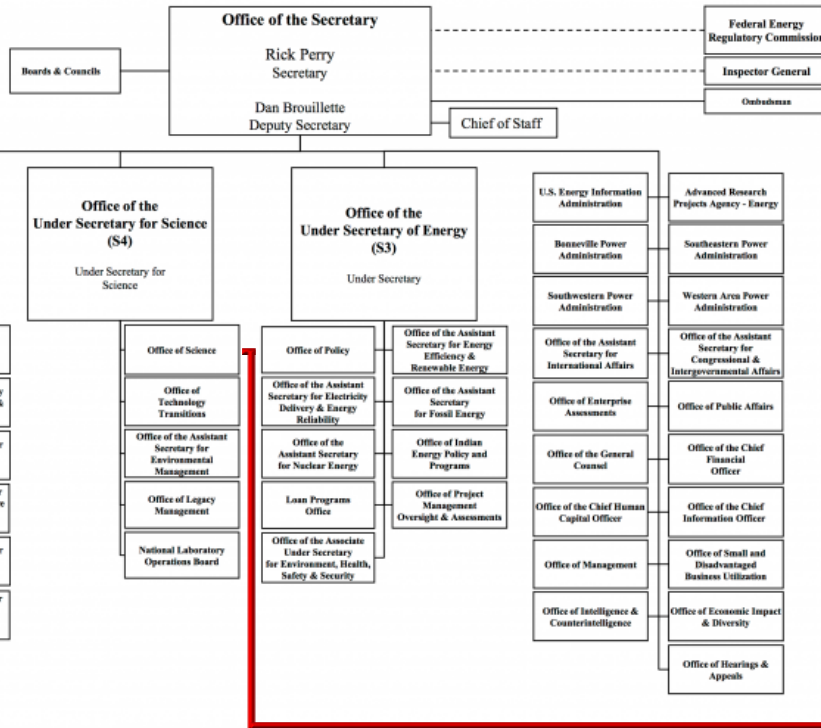 Office of the Secretary
Rick Perry
Secretary
Dan Brouillette
Deputy Secretary
Boards & Councils
Federal Energy
Regulatory Commission
Inspector General
Ombudsman
Chief of Staff
Office of the
Under Secretary for Science
(S4)
Under Secretary for
Science
Office of Science
Office of
Technology
Transitions
Office of the Assistant
Secretary for
Environmental
Management
Office of Legacy
Management
National Laboratory
Operations Board
Office of the
Under Secretary of Energy
(S3)
Under Secretary
Office of Policy
Office of the Assistant
Secretary for Energy
Efficiency &
Renewable Energy
Office of the Assistant
Secretary for Electricity
Delivery & Energy
Reliability
Office of the Assistant
Secretary
for Fossil Energy
Office of the
Assistant Secretary
for Nuclear Energy
Office of Indian
Energy Policy and
Programs
Loan Programs
Office
Office of Project
Management
Oversight & Assessments
Office of the Associate
Under Secretary
for Environment, Health,
Safety & Security
U.S. Energy Information
Administration
Advanced Research
Projects Agency - Energy
Bonneville Power
Administration
Southeastern Power
Administration
Southwestern Power
Administration
Western Area Power
Administration
Office of the Assistant
Secretary for
International Affairs
Office of the Assistant
Secretary for
Congressional &
Intergovernmental Affairs
Office of Enterprise
Assessments
Office of Public Affairs
Office of the General
Counsel
Office of the Chief
Financial
Officer
Office of the Chief Human
Capital Officer
Office of the Chief
Information Officer
Office of Management
Office of Small and
Disadvantaged
Business Utilization
Office of Intelligence &
Counterintelligence
Office of Economic Impact
& Diversity
Office of Hearings &
Appeals